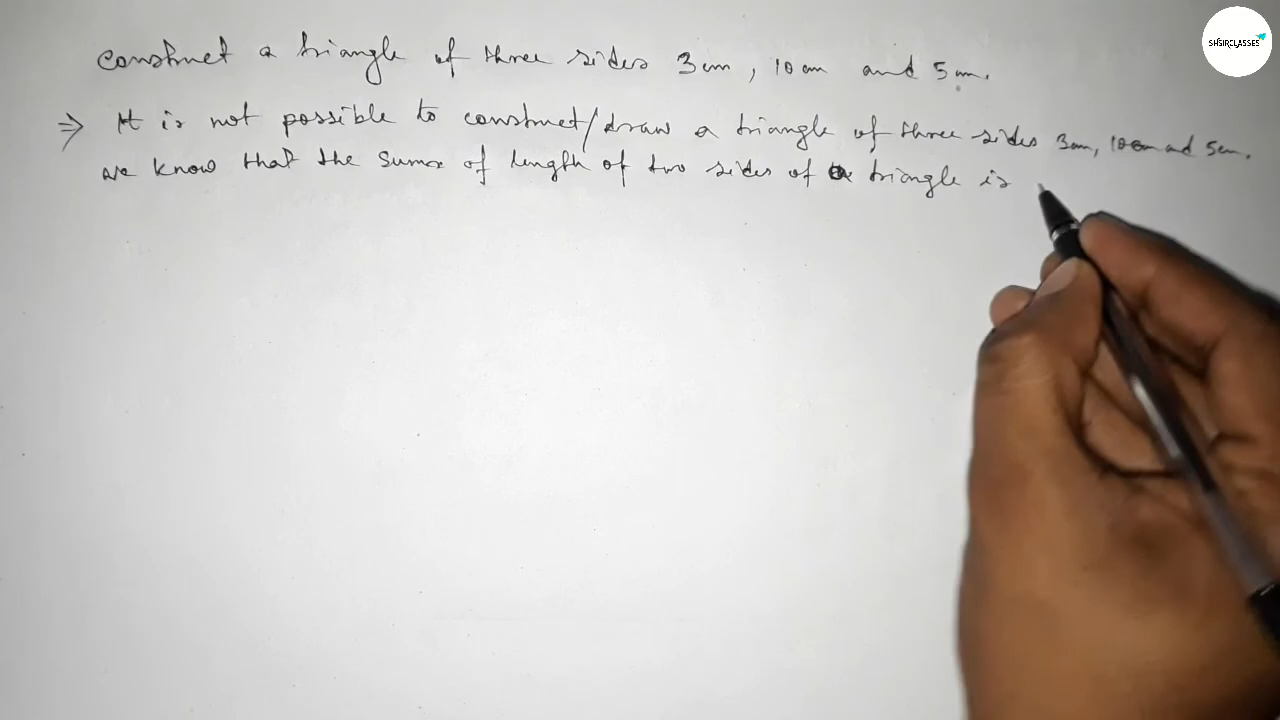 SHSIRCLASSES
construct a triangle of three sides 3cm, 10cm and 5cm.
⇒ It is not possible to construct/draw a triangle of three sides 3cm, 10cm and 5cm.
we know that the sum of length of two sides of a triangle is